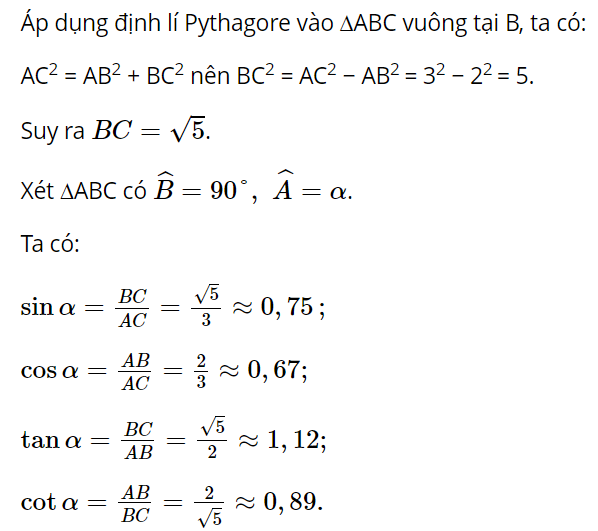 Áp dụng định lí Pythagore vào ∆ABC vuông tại B, ta có:
AC² = AB² + BC² nên BC² = AC² − AB² = 3² − 2² = 5.
Suy ra BC = √5.
Xét ∆ABC có B̂ = 90°, Â = α.
Ta có:
sin α = BC/AC = √5/3 ≈ 0,75;
cos α = AB/AC = 2/3 ≈ 0,67;
tan α = BC/AB = √5/2 ≈ 1,12;
cot α = AB/BC = 2/√5 ≈ 0,89.